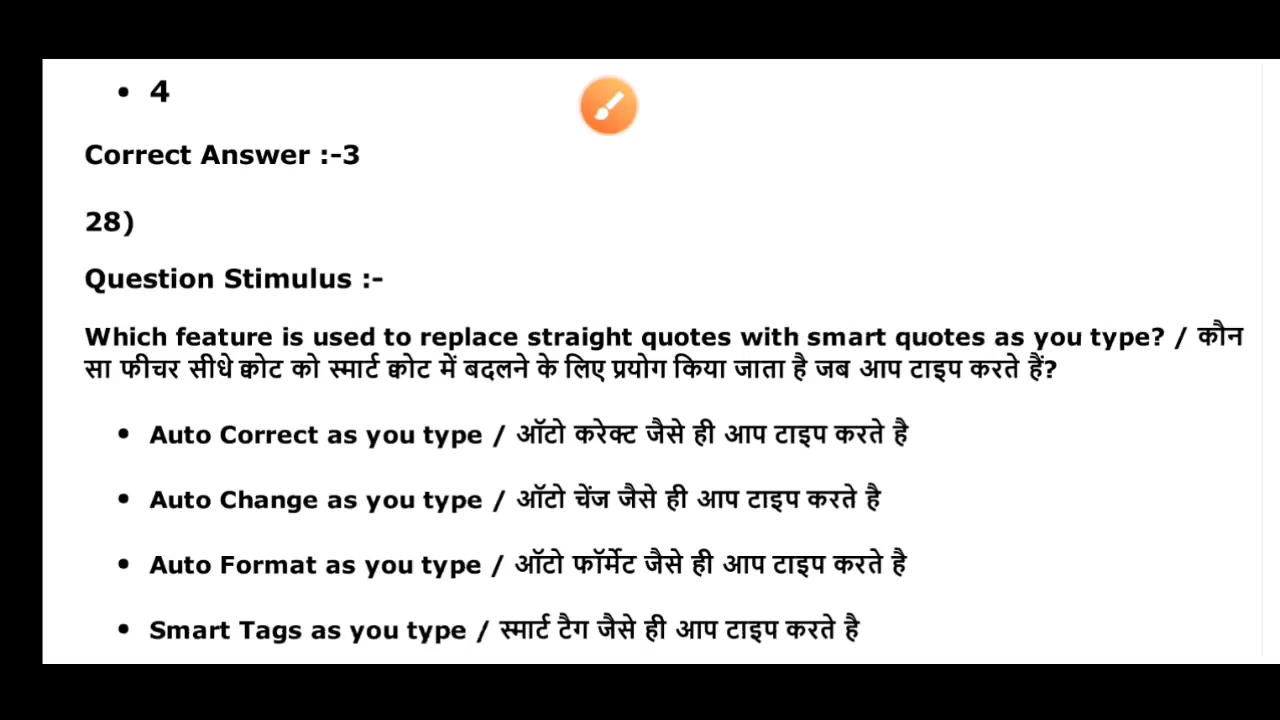 • 4
Correct Answer :-3
28)
Question Stimulus :-
Which feature is used to replace straight quotes with smart quotes as you type? / कौन
सा फीचर सीधे क्वोट को स्मार्ट क्वोट में बदलने के लिए प्रयोग किया जाता है जब आप टाइप करते हैं?
• Auto Correct as you type / ऑटो करेक्ट जैसे ही आप टाइप करते है
• Auto Change as you type / ऑटो चेंज जैसे ही आप टाइप करते है
• Auto Format as you type / ऑटो फॉर्मेट जैसे ही आप टाइप करते है
• Smart Tags as you type / स्मार्ट टैग जैसे ही आप टाइप करते है